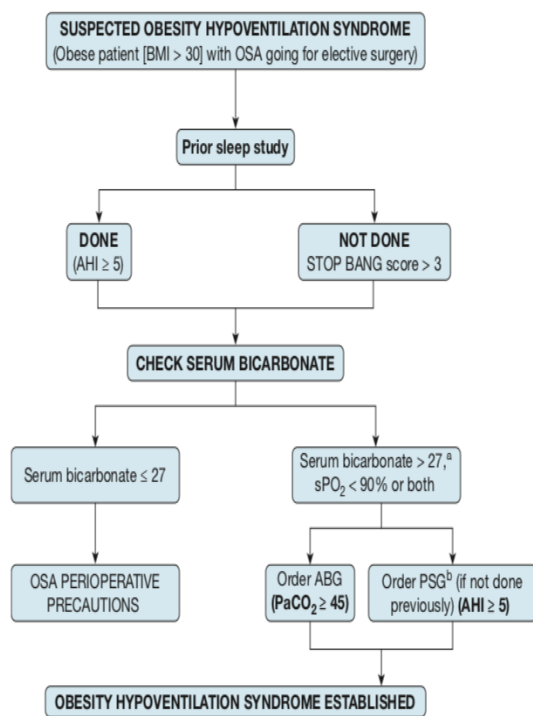 SUSPECTED OBESITY HYPOVENTILATION SYNDROME
(Obese patient [BMI > 30] with OSA going for elective surgery)
Prior sleep study
DONE
(AHI ≥ 5)
NOT DONE
STOP BANG score > 3
CHECK SERUM BICARBONATE
Serum bicarbonate ≤ 27
Serum bicarbonate > 27,ª
sPO₂ < 90% or both
OSA PERIOPERATIVE
PRECAUTIONS
Order ABG
(PaCO₂ ≥ 45)
Order PSGᵇ (if not done
previously) (AHI ≥ 5)
OBESITY HYPOVENTILATION SYNDROME ESTABLISHED